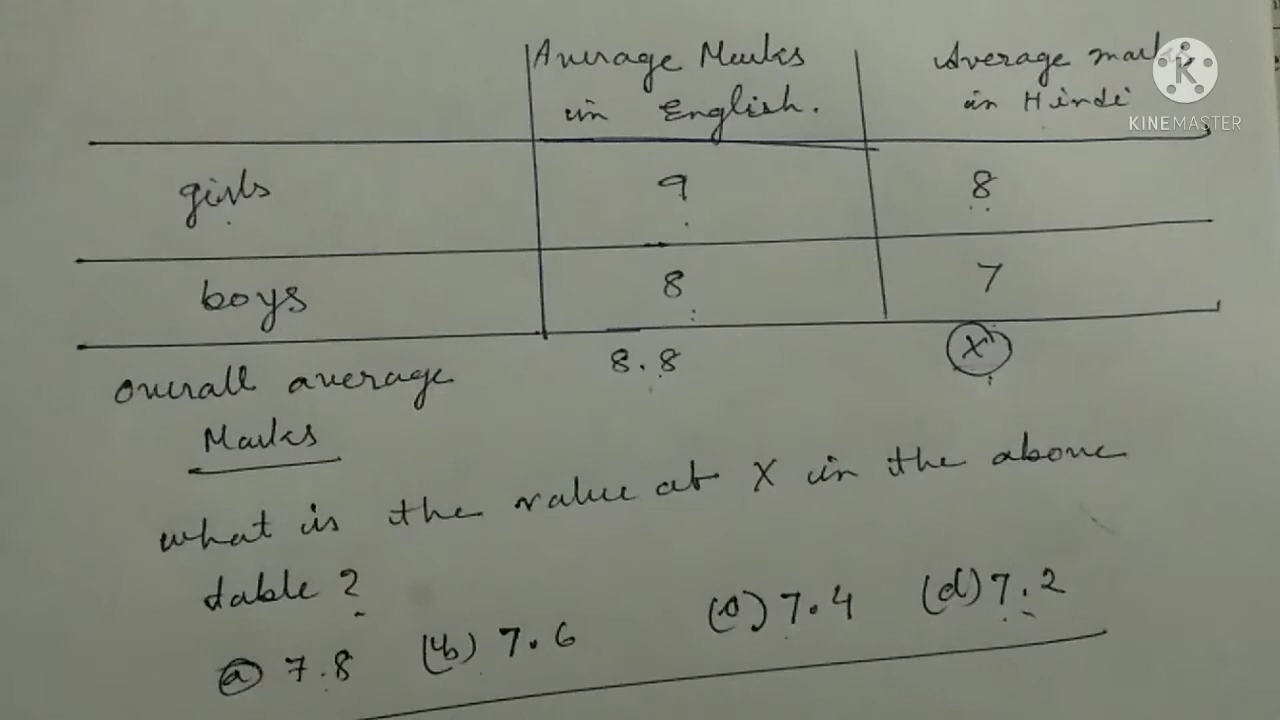 Average Marks Average marks
in English. in Hindi
KINEMASTER
girls 9 8
boys 8 7
overall average 8.8 X
Marks
what is the value at X in the above
table ?
(a) 7.8 (b) 7.6 (c) 7.4 (d) 7.2